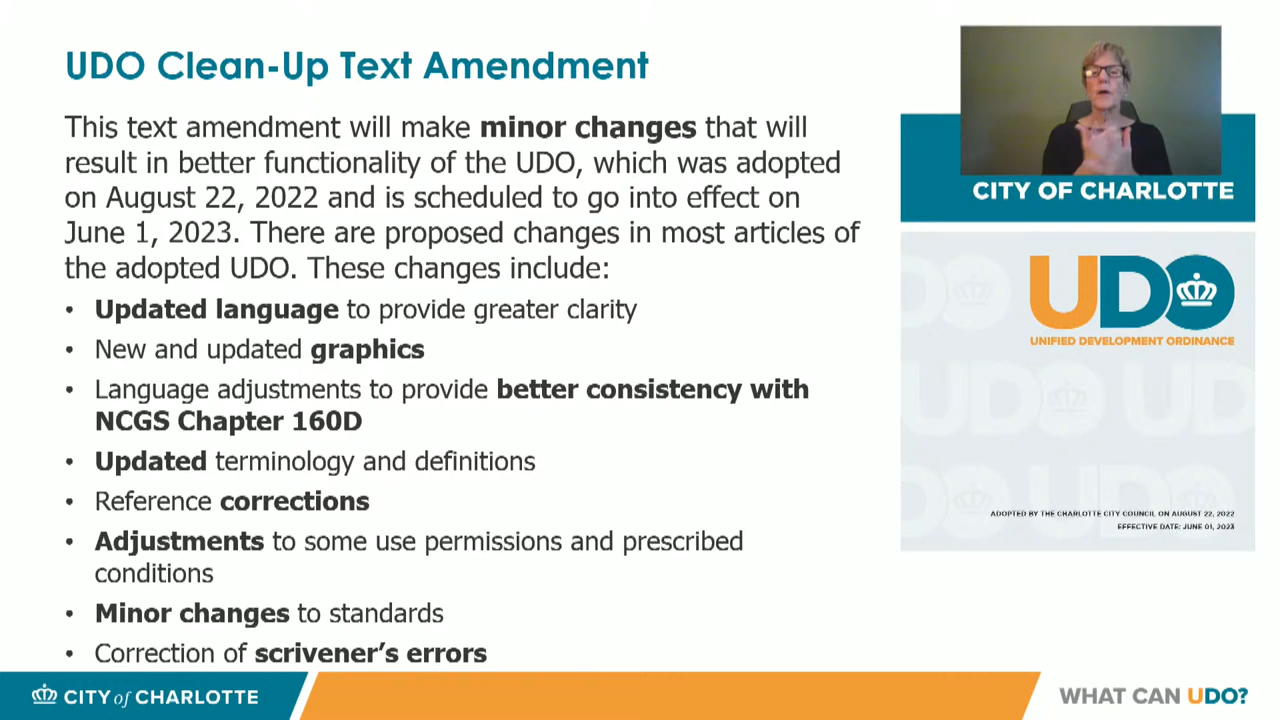 UDO Clean-Up Text Amendment
This text amendment will make minor changes that will
result in better functionality of the UDO, which was adopted
on August 22, 2022 and is scheduled to go into effect on
June 1, 2023. There are proposed changes in most articles of
the adopted UDO. These changes include:
• Updated language to provide greater clarity
• New and updated graphics
• Language adjustments to provide better consistency with
NCGS Chapter 160D
• Updated terminology and definitions
• Reference corrections
• Adjustments to some use permissions and prescribed
conditions
• Minor changes to standards
• Correction of scrivener's errors
CITY OF CHARLOTTE
UDO
UNIFIED DEVELOPMENT ORDINANCE
ADOPTED BY THE CHARLOTTE CITY COUNCIL ON AUGUST 22, 2022
EFFECTIVE DATE: JUNE 01, 2023
CITY of CHARLOTTE
WHAT CAN UDO?